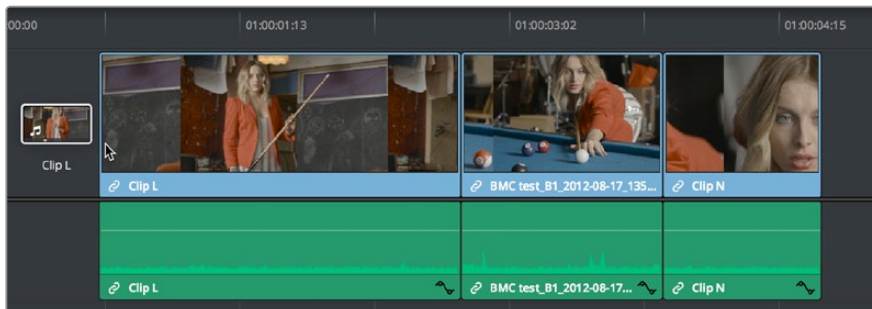 00:00
01:00:01:13
01:00:03:02
01:00:04:15
Clip L
Clip L
BMC test_B1_2012-08-17_135...
Clip N
Clip L
BMC test_B1_2012-08-17...
Clip N